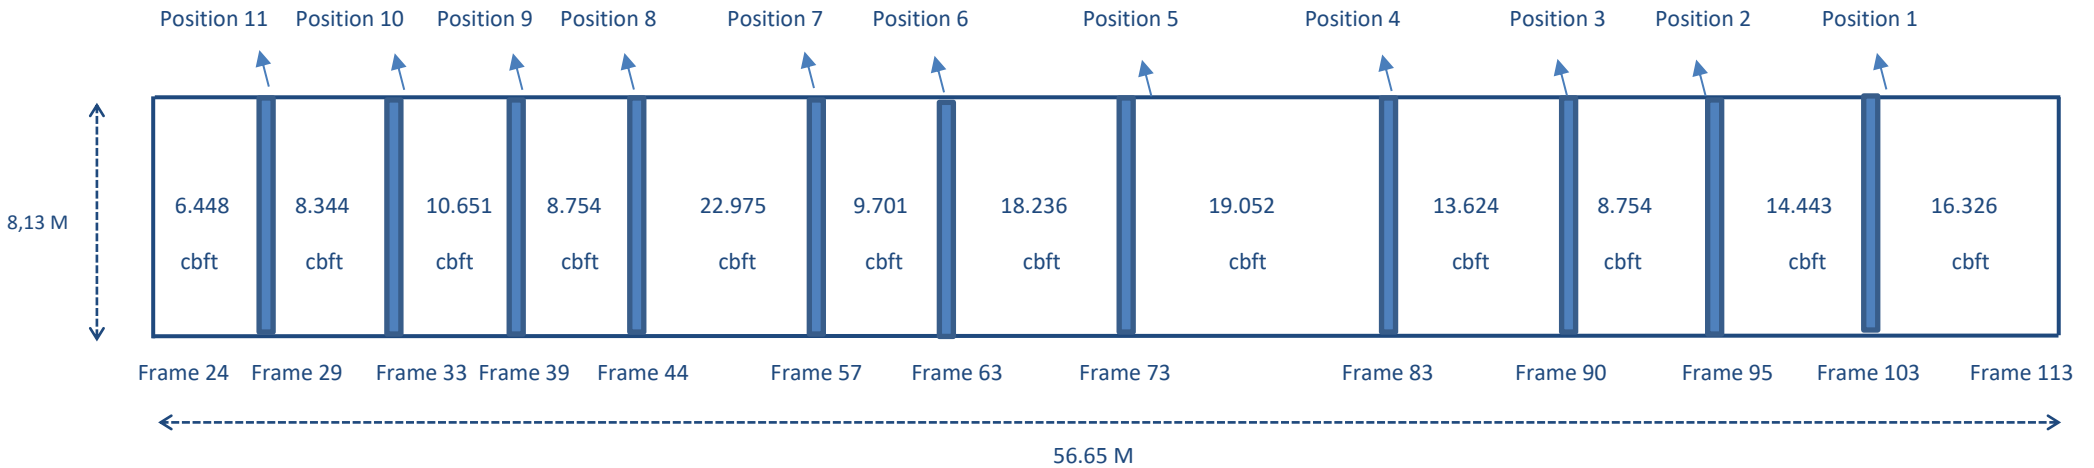 Position 11 Position 10 Position 9 Position 8 Position 7 Position 6 Position 5 Position 4 Position 3 Position 2 Position 1
6.448 8.344 10.651 8.754 22.975 9.701 18.236 19.052 13.624 8.754 14.443 16.326
8,13 M
cbft cbft cbft cbft cbft cbft cbft cbft cbft cbft cbft cbft
Frame 24 Frame 29 Frame 33 Frame 39 Frame 44 Frame 57 Frame 63 Frame 73 Frame 83 Frame 90 Frame 95 Frame 103 Frame 113
56.65 M